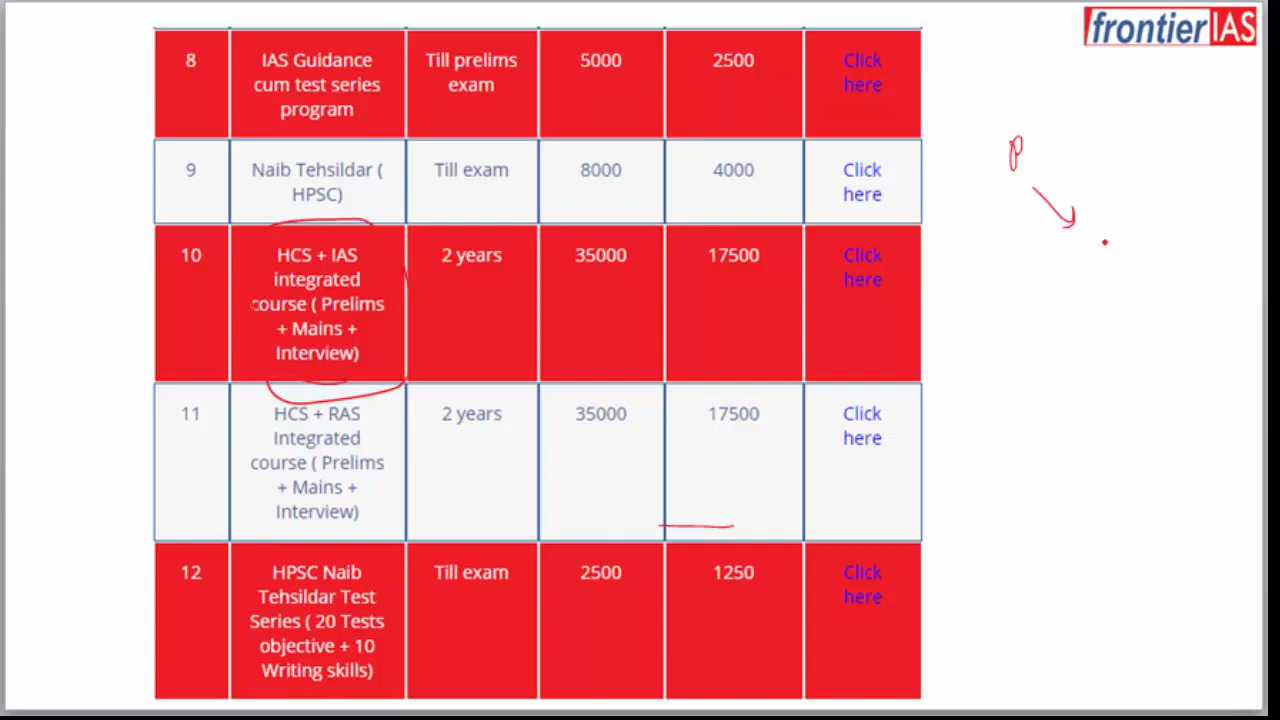 frontierIAS
8 IAS Guidance Till prelims 5000 2500 Click
cum test series exam here
program
9 Naib Tehsildar ( Till exam 8000 4000 Click
HPSC) here
10 HCS + IAS 2 years 35000 17500 Click
integrated here
course ( Prelims
+ Mains +
Interview)
11 HCS + RAS 2 years 35000 17500 Click
Integrated here
course ( Prelims
+ Mains +
Interview)
12 HPSC Naib Till exam 2500 1250 Click
Tehsildar Test here
Series ( 20 Tests
objective + 10
Writing skills)
P